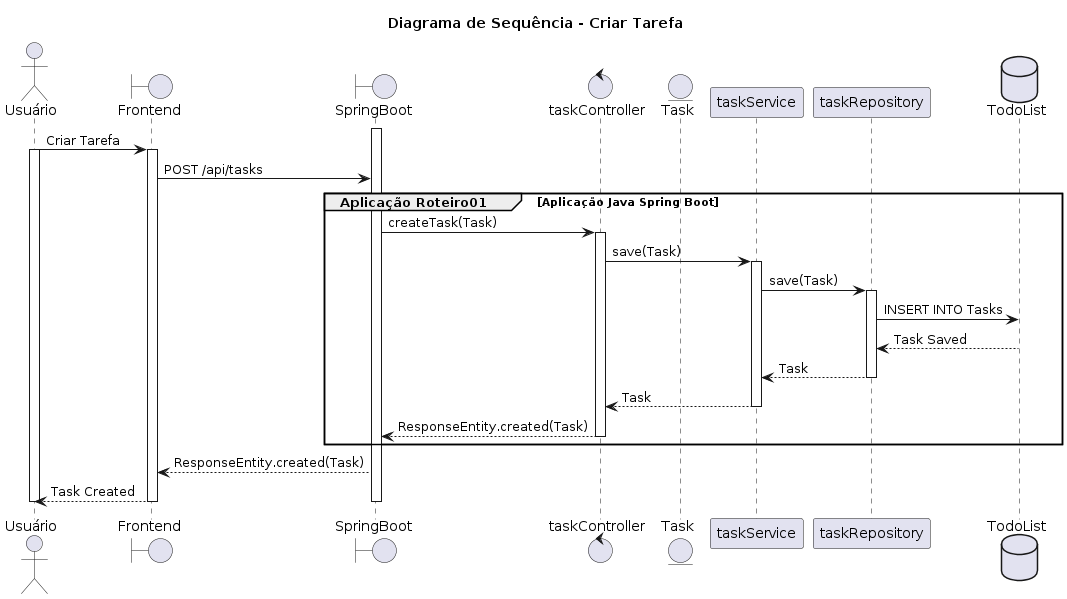 Diagrama de Sequência - Criar Tarefa
Usuário
Frontend
SpringBoot
taskController
Task
taskService
taskRepository
TodoList
Criar Tarefa
POST /api/tasks
Aplicação Roteiro01
[Aplicação Java Spring Boot]
createTask(Task)
save(Task)
save(Task)
INSERT INTO Tasks
Task Saved
Task
Task
ResponseEntity.created(Task)
ResponseEntity.created(Task)
Task Created
Usuário
Frontend
SpringBoot
taskController
Task
taskService
taskRepository
TodoList